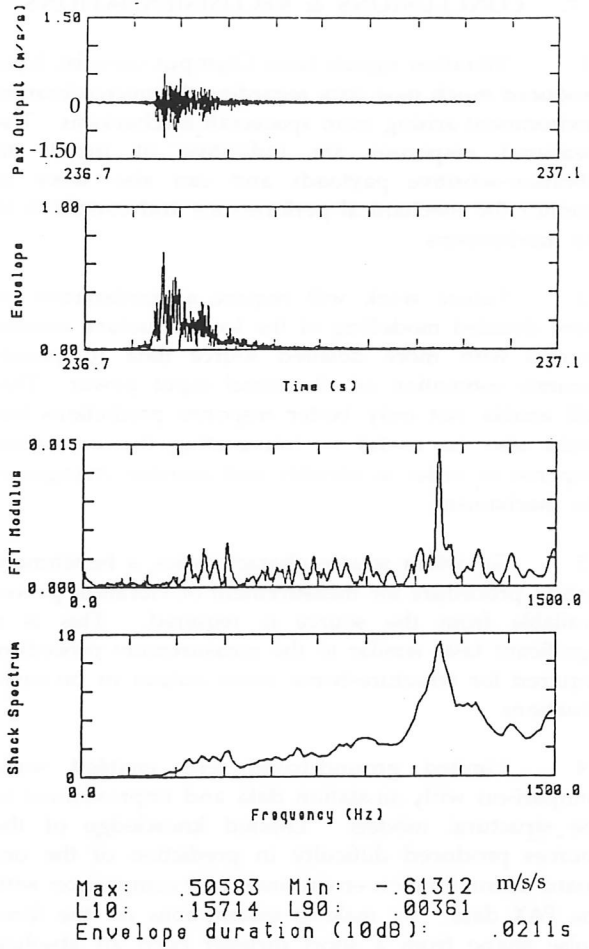 1.50
Pax Output (m/s/s)
0
-1.50
236.7 237.1
1.00
Envelope
0.00
236.7 237.1
Time (s)
0.015
FFT Modulus
0.000
0.0 1500.0
10
Shock Spectrum
0
0.0 1500.0
Frequency (Hz)
Max: .50583 Min: -.61312 m/s/s
L10: .15714 L90: .00361
Envelope duration (10dB): .0211s